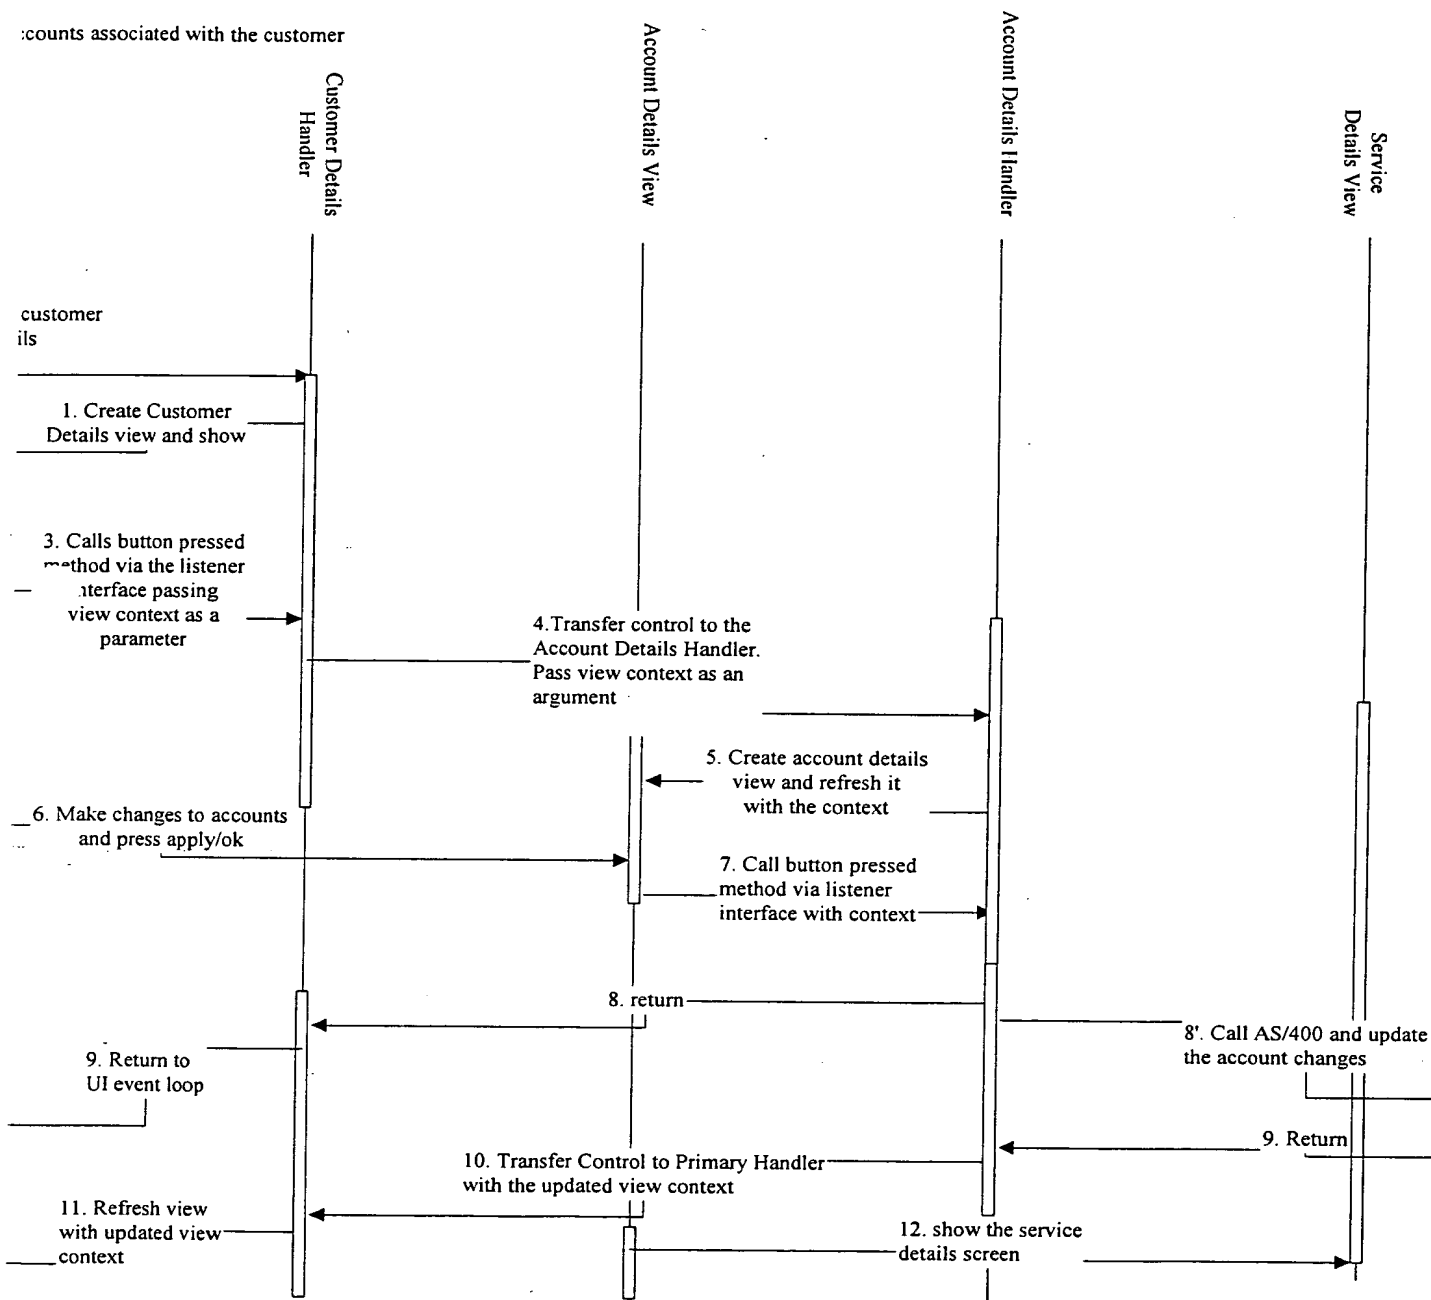 :counts associated with the customer
Customer Details
Handler
Account Details View
Account Details Handler
Service
Details View
customer
ils
1. Create Customer
Details view and show
3. Calls button pressed
method via the listener
nterface passing
view context as a
parameter
4.Transfer control to the
Account Details Handler.
Pass view context as an
argument
5. Create account details
view and refresh it
with the context
6. Make changes to accounts
and press apply/ok
7. Call button pressed
method via listener
interface with context
8. return
8'. Call AS/400 and update
the account changes
9. Return to
UI event loop
9. Return
10. Transfer Control to Primary Handler
with the updated view context
11. Refresh view
with updated view
context
12. show the service
details screen